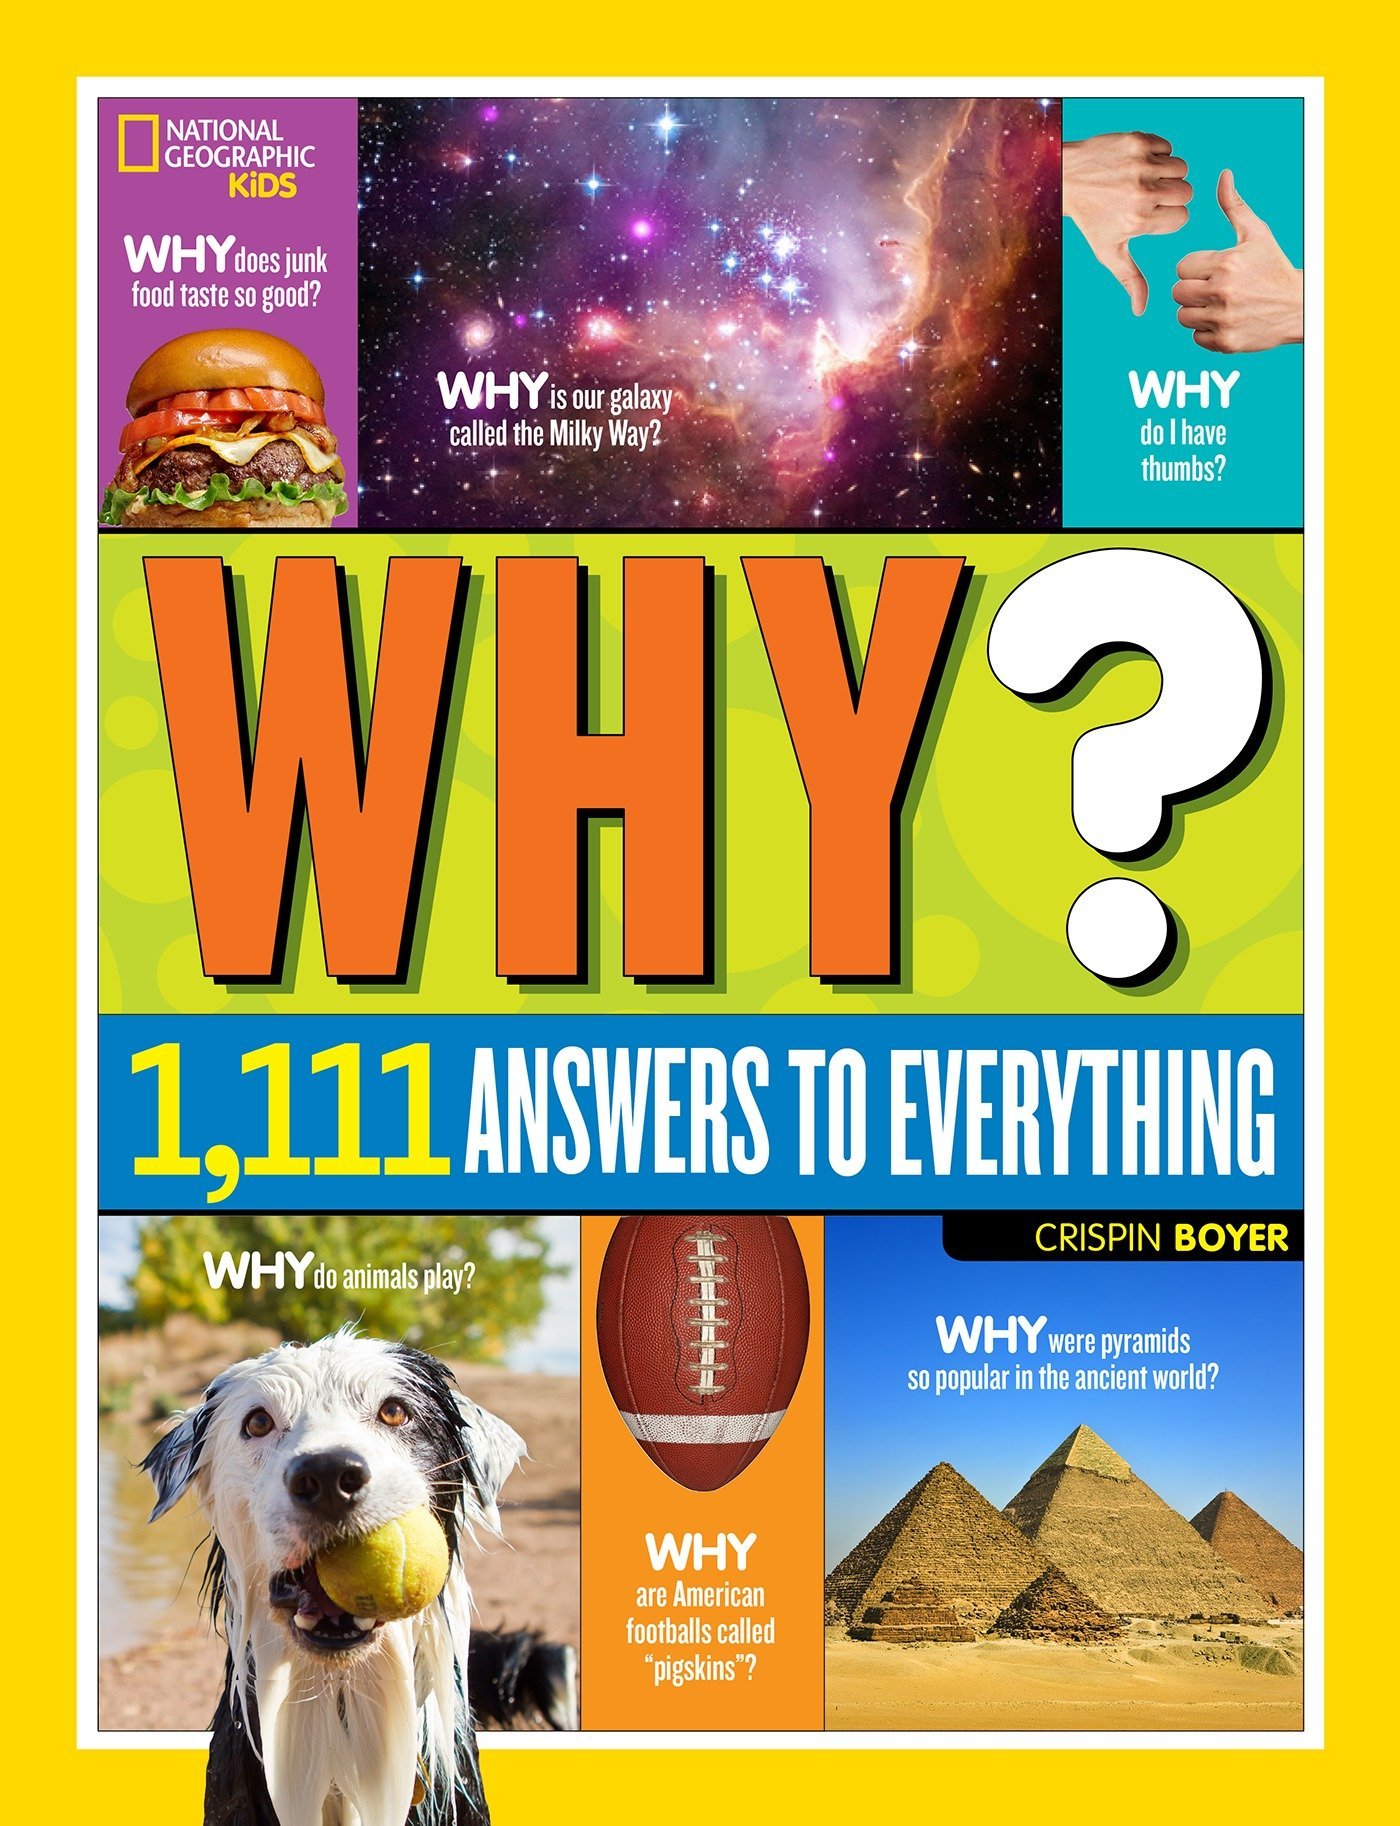 NATIONAL
GEOGRAPHIC
KiDS
WHY does junk
food taste so good?
WHY is our galaxy
called the Milky Way?
WHY
do I have
thumbs?
WHY?
1,111 ANSWERS TO EVERYTHING
CRISPIN BOYER
WHY do animals play?
WHY
are American
footballs called
“pigskins”?
WHY were pyramids
so popular in the ancient world?